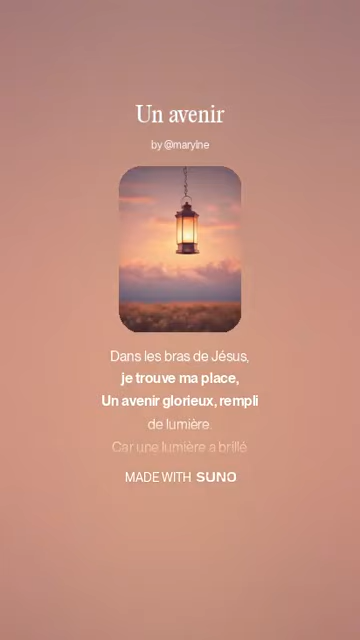 Un avenir
by @marylne
Dans les bras de Jésus,
je trouve ma place,
Un avenir glorieux, rempli
de lumière.
Car une lumière a brillé
MADE WITH SUNO